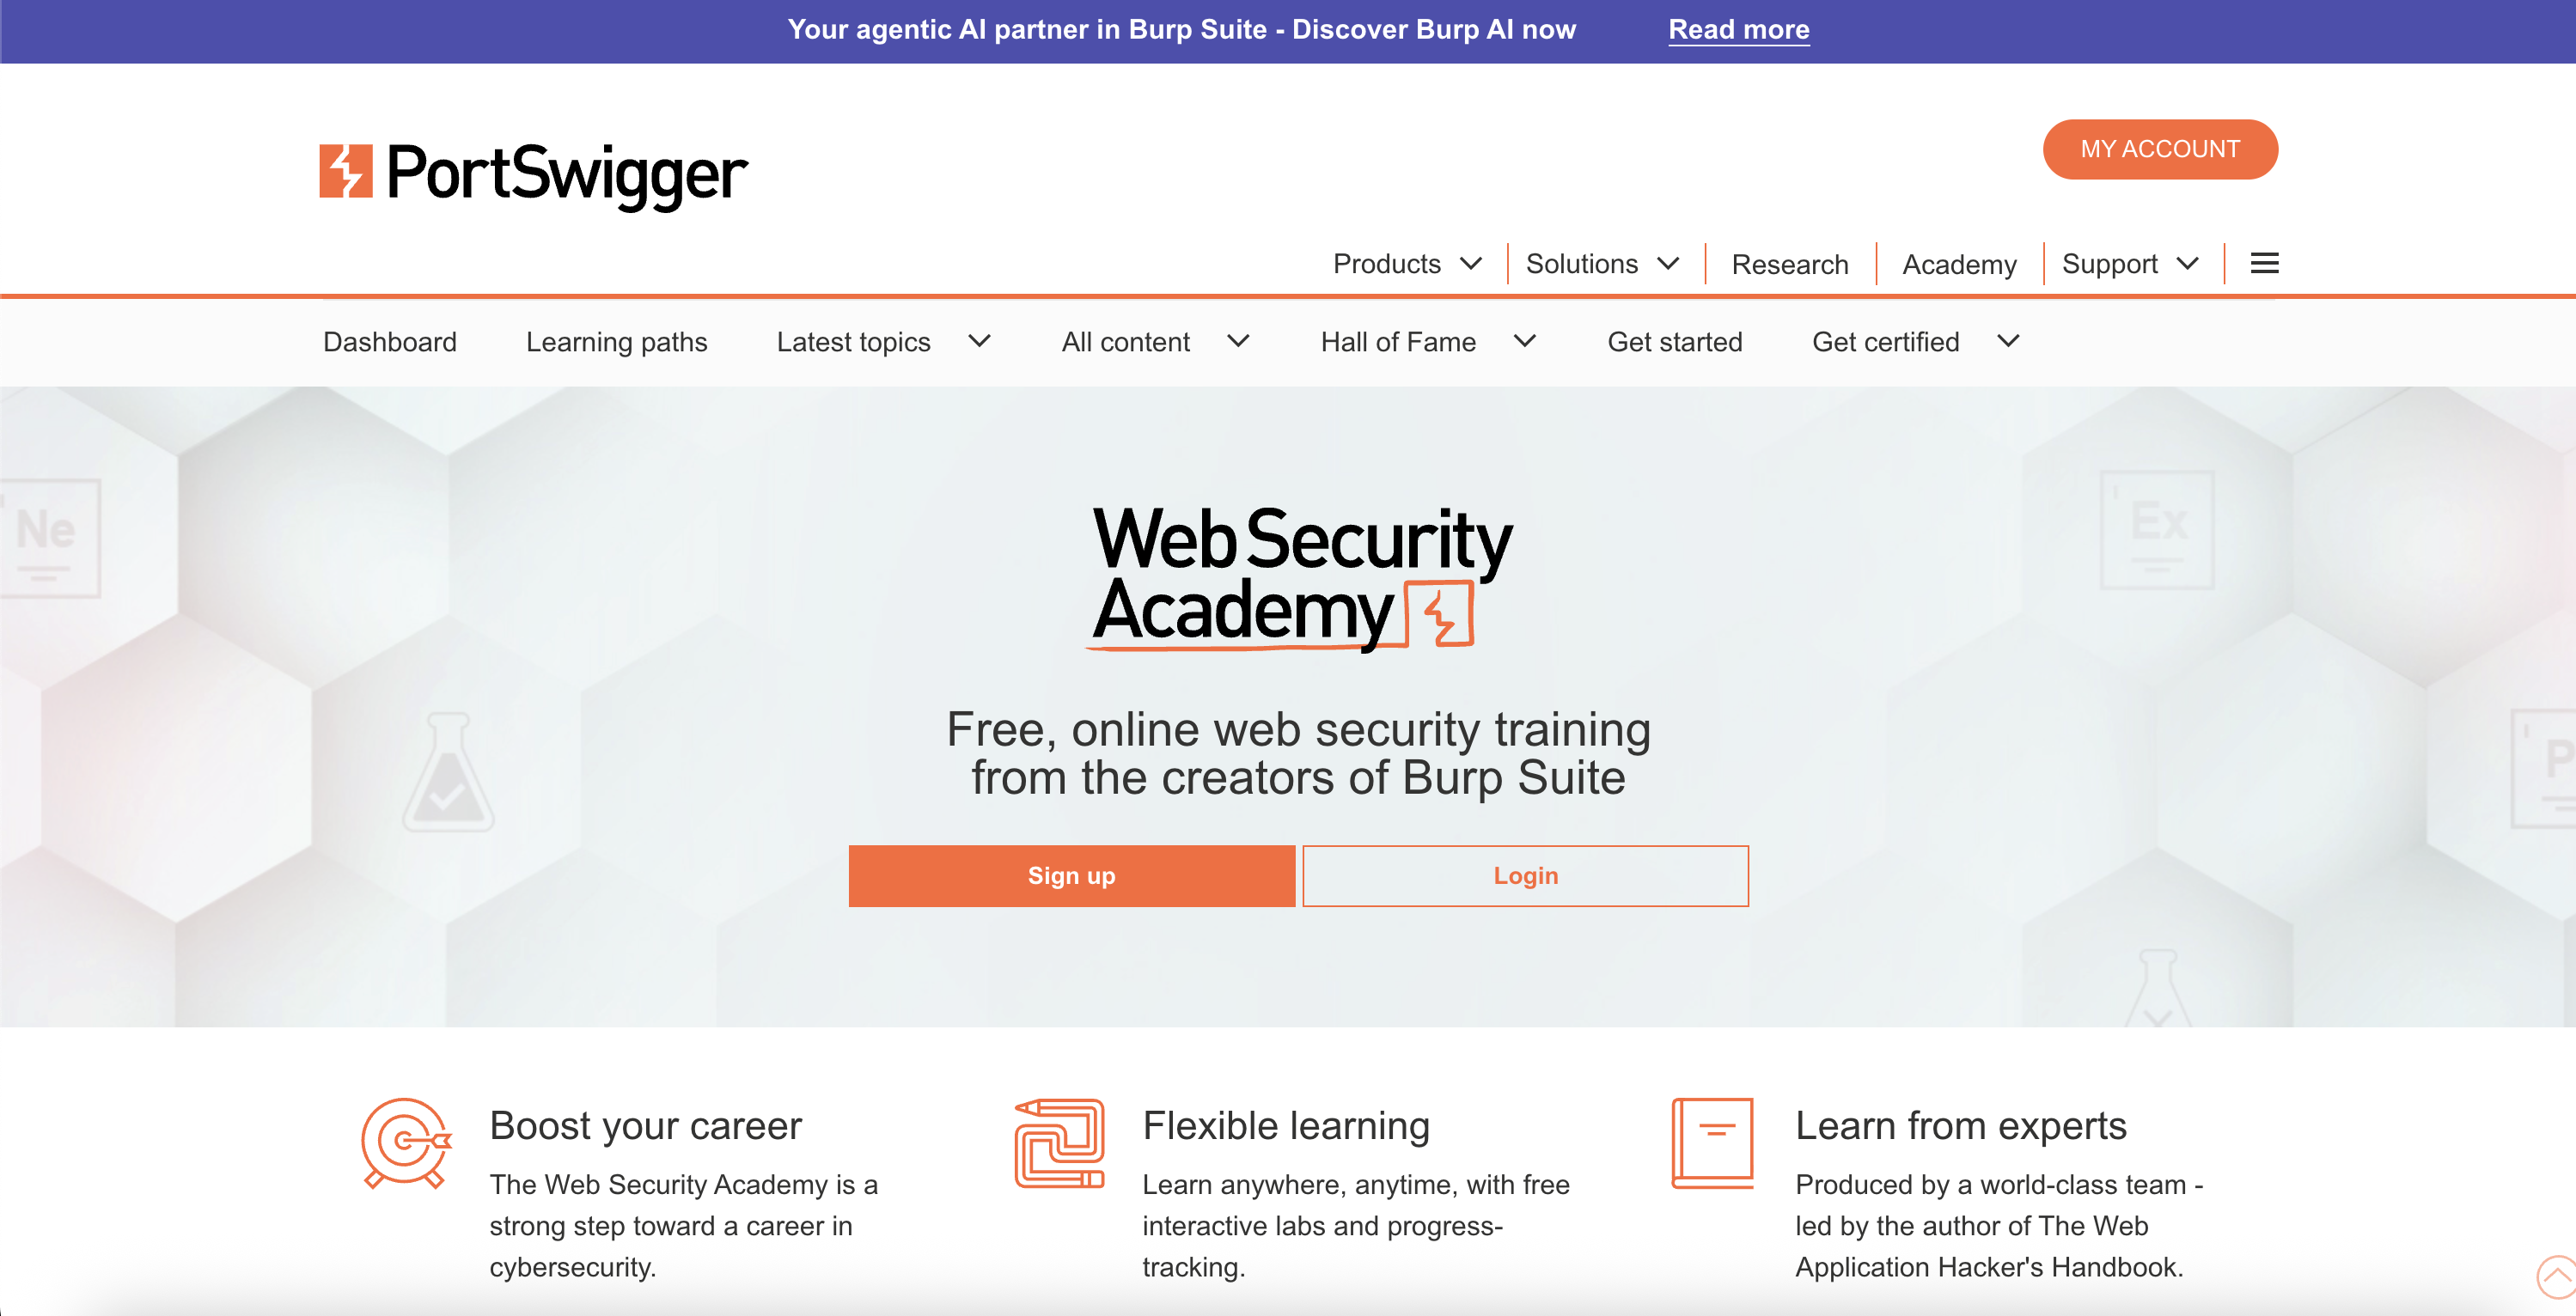 Your agentic AI partner in Burp Suite - Discover Burp AI now Read more
PortSwigger
MY ACCOUNT
Products Solutions Research Academy Support
Dashboard Learning paths Latest topics All content Hall of Fame Get started Get certified
Ne
Ex
Web Security
Academy
P
Free, online web security training
from the creators of Burp Suite
Sign up Login
Boost your career
The Web Security Academy is a
strong step toward a career in
cybersecurity.
Flexible learning
Learn anywhere, anytime, with free
interactive labs and progress-
tracking.
Learn from experts
Produced by a world-class team -
led by the author of The Web
Application Hacker's Handbook.